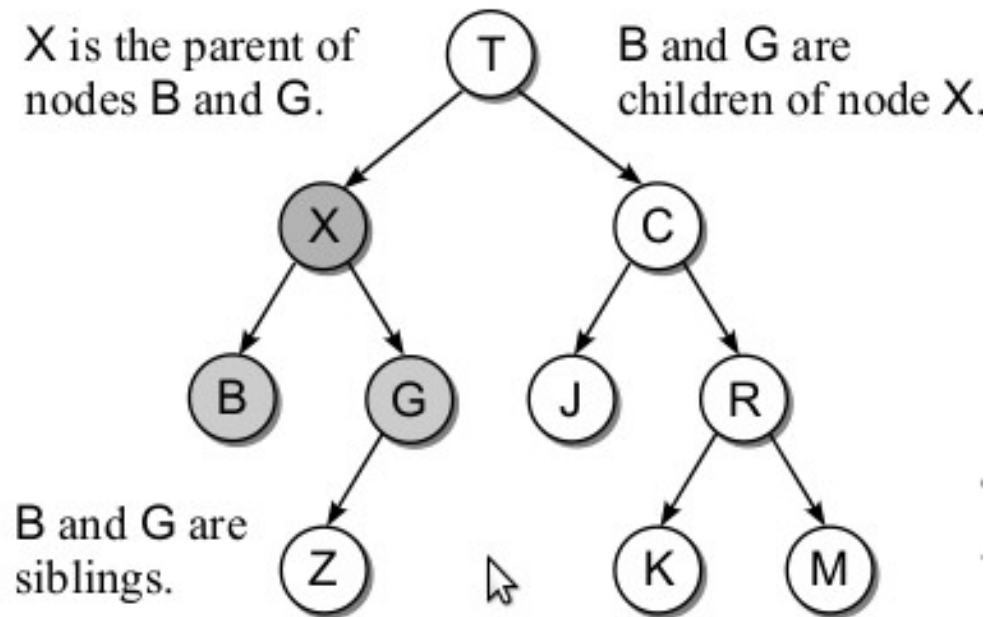 X is the parent of
nodes B and G.
T
B and G are
children of node X.
X
C
B
G
J
R
B and G are
siblings.
Z
K
M